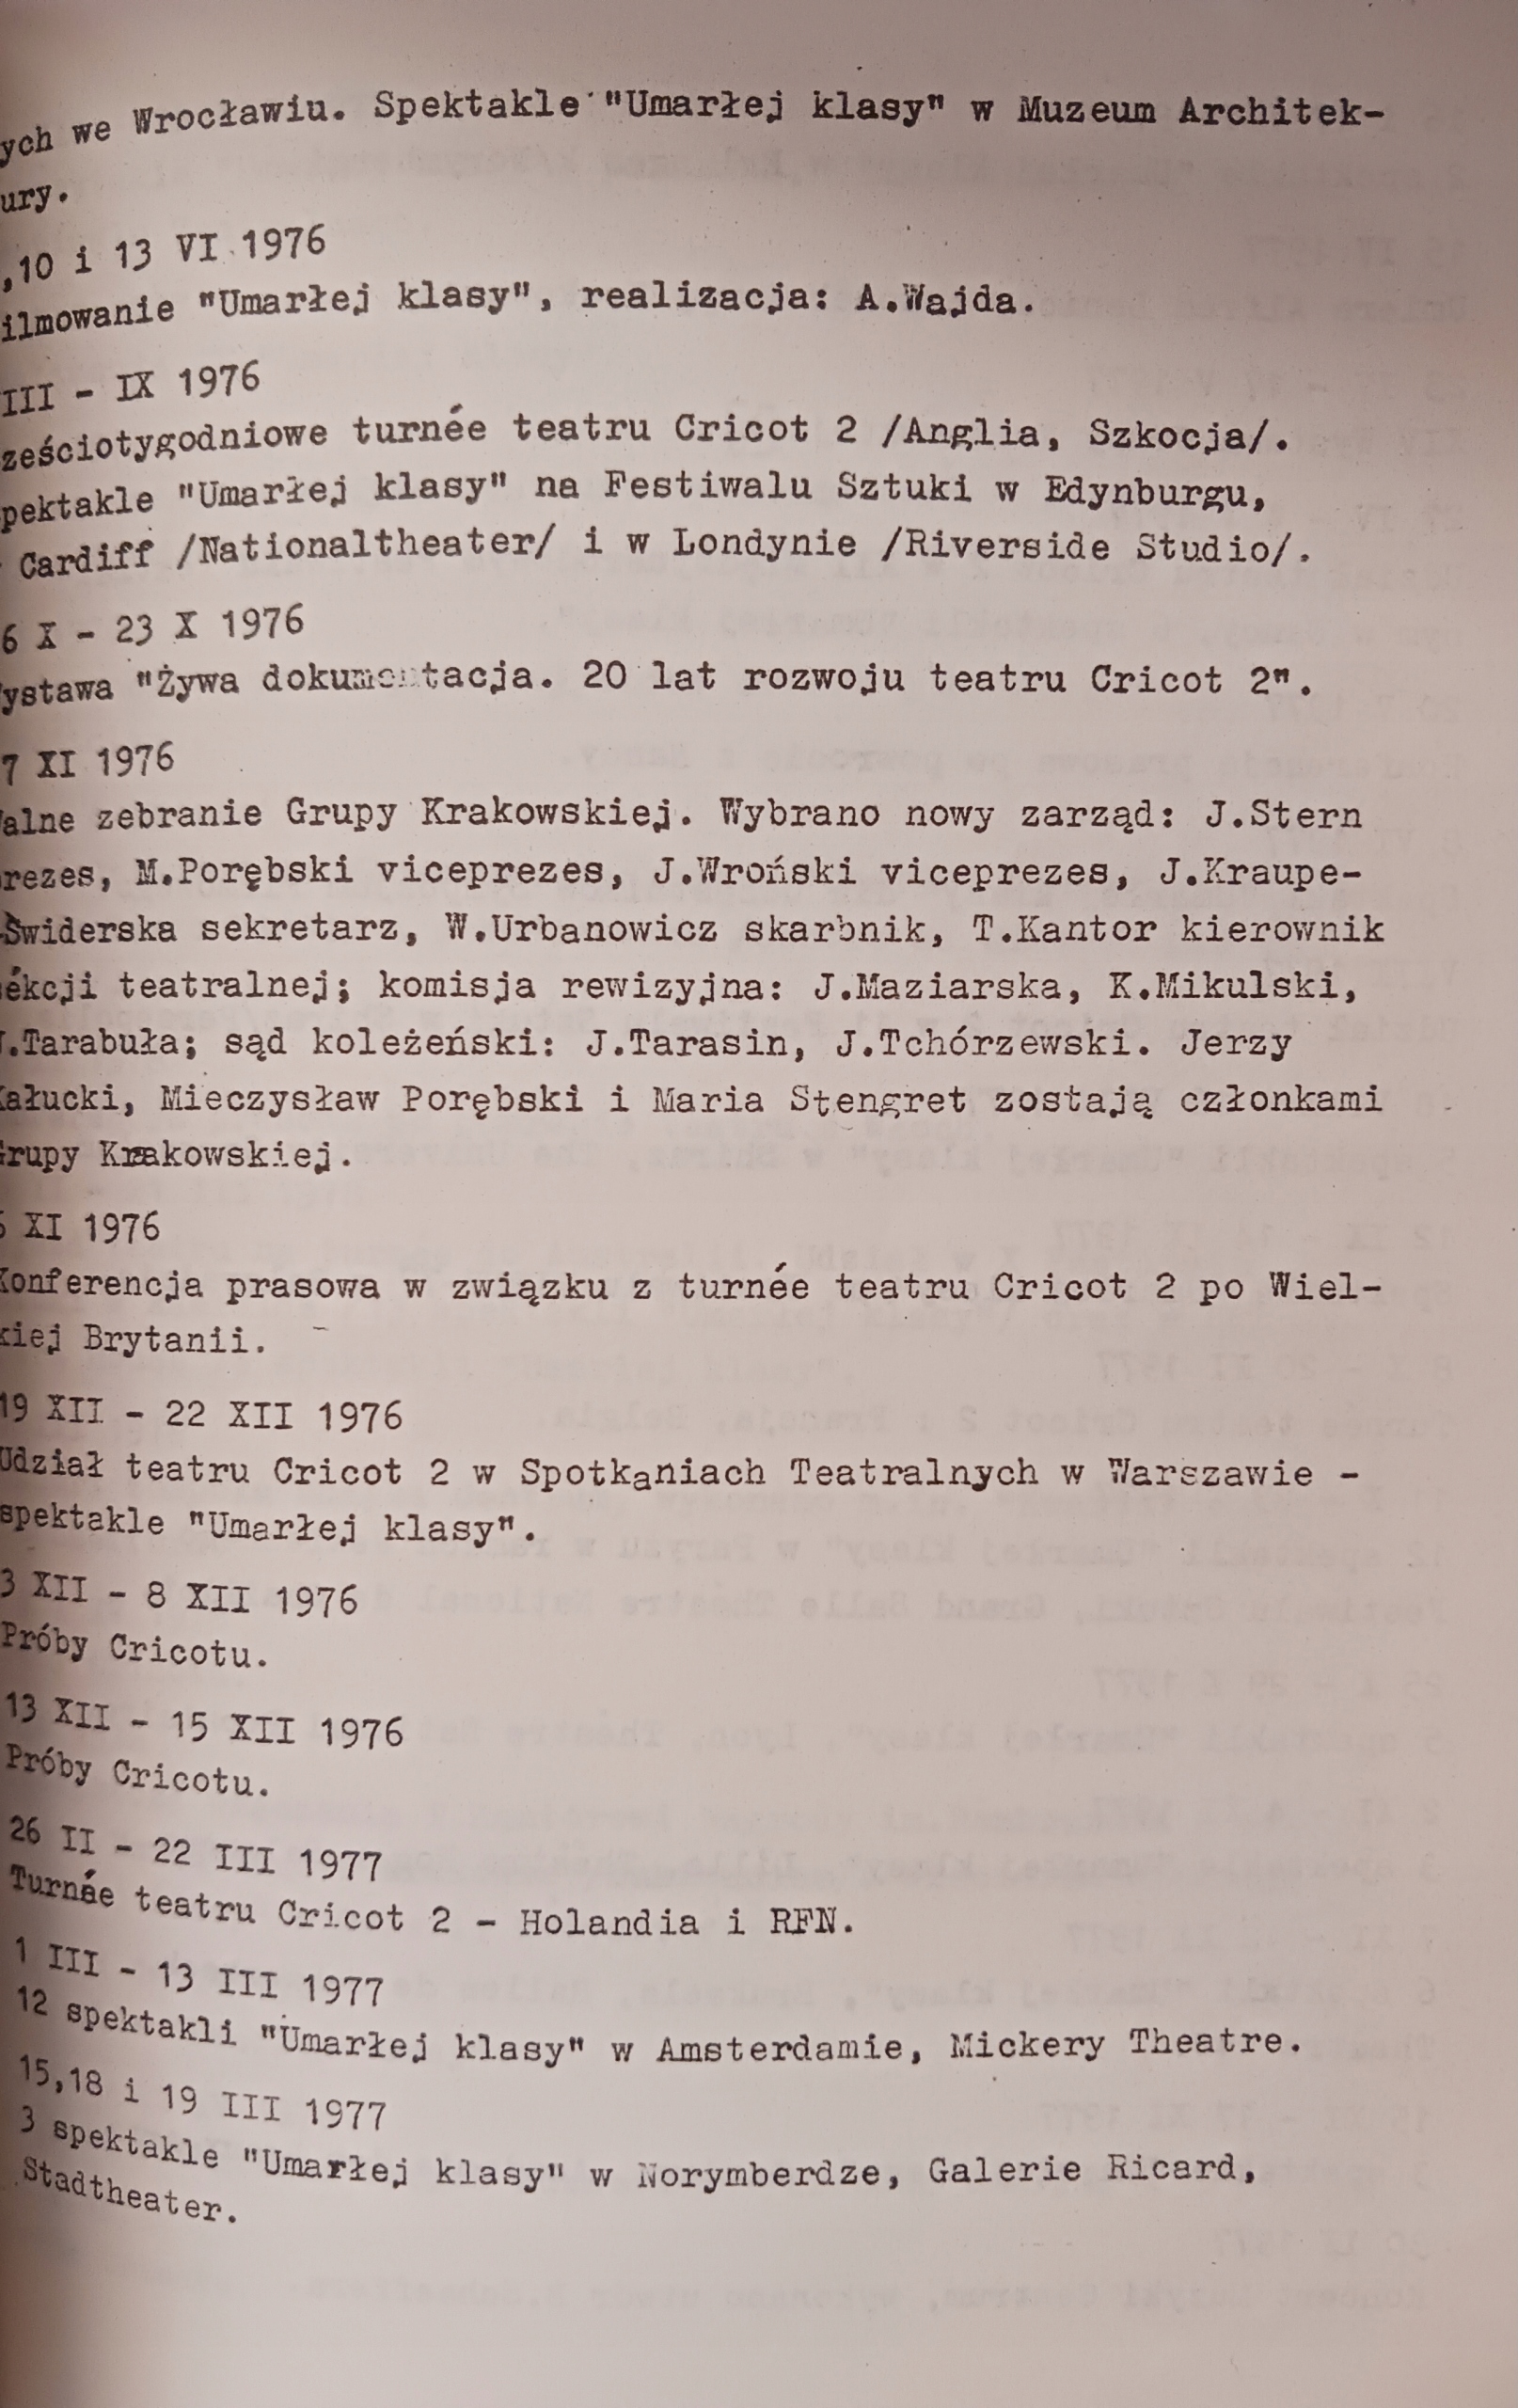 ych we Wrocławiu. Spektakle "Umarłej klasy" w Muzeum Architek-
ury.
,10 i 13 VI 1976
ilmowanie "Umarłej klasy", realizacja: A.Wajda.
III - IX 1976
ześciotygodniowe turnée teatru Cricot 2 /Anglia, Szkocja/.
pektakle "Umarłej klasy" na Festiwalu Sztuki w Edynburgu,
Cardiff /Nationaltheater/ i w Londynie /Riverside Studio/.
6 X - 23 X 1976
ystawa "Żywa dokumentacja. 20 lat rozwoju teatru Cricot 2".
7 XI 1976
alne zebranie Grupy Krakowskiej. Wybrano nowy zarząd: J.Stern
rezes, M.Porębski viceprezes, J.Wroński viceprezes, J.Kraupe-
-Świderska sekretarz, W.Urbanowicz skarbnik, T.Kantor kierownik
ékcji teatralnej; komisja rewizyjna: J.Maziarska, K.Mikulski,
.Tarabuła; sąd koleżeński: J.Tarasin, J.Tchórzewski. Jerzy
ałucki, Mieczysław Porębski i Maria Stengret zostają członkami
rupy Krakowskiej.
XI 1976
Konferencja prasowa w związku z turnée teatru Cricot 2 po Wiel-
kiej Brytanii.
19 XII - 22 XII 1976
Udział teatru Cricot 2 w Spotkaniach Teatralnych w Warszawie -
spektakle "Umarłej klasy".
3 XII - 8 XII 1976
Próby Cricotu.
13 XII - 15 XII 1976
Próby Cricotu.
26 II - 22 III 1977
Turnáe teatru Cricot 2 - Holandia i RFN.
1 III - 13 III 1977
12 spektakli "Umarłej klasy" w Amsterdamie, Mickery Theatre.
15,18 i 19 III 1977
3 spektakle "Umarłej klasy" w Norymberdze, Galerie Ricard,
Stadtheater.